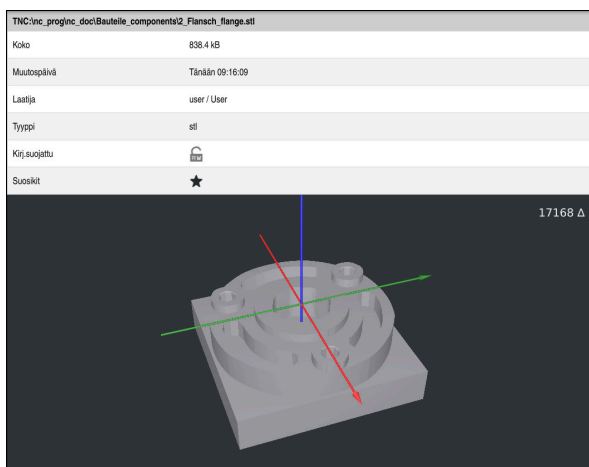 TNC:\nc_prog\nc_doc\Bauteile_components\2_Flansch_flange.stl
Koko 838.4 kB
Muutospäivä Tänään 09:16:09
Laatija user / User
Tyyppi stl
Kirj.suojattu RW
Suosikit
17168 Δ